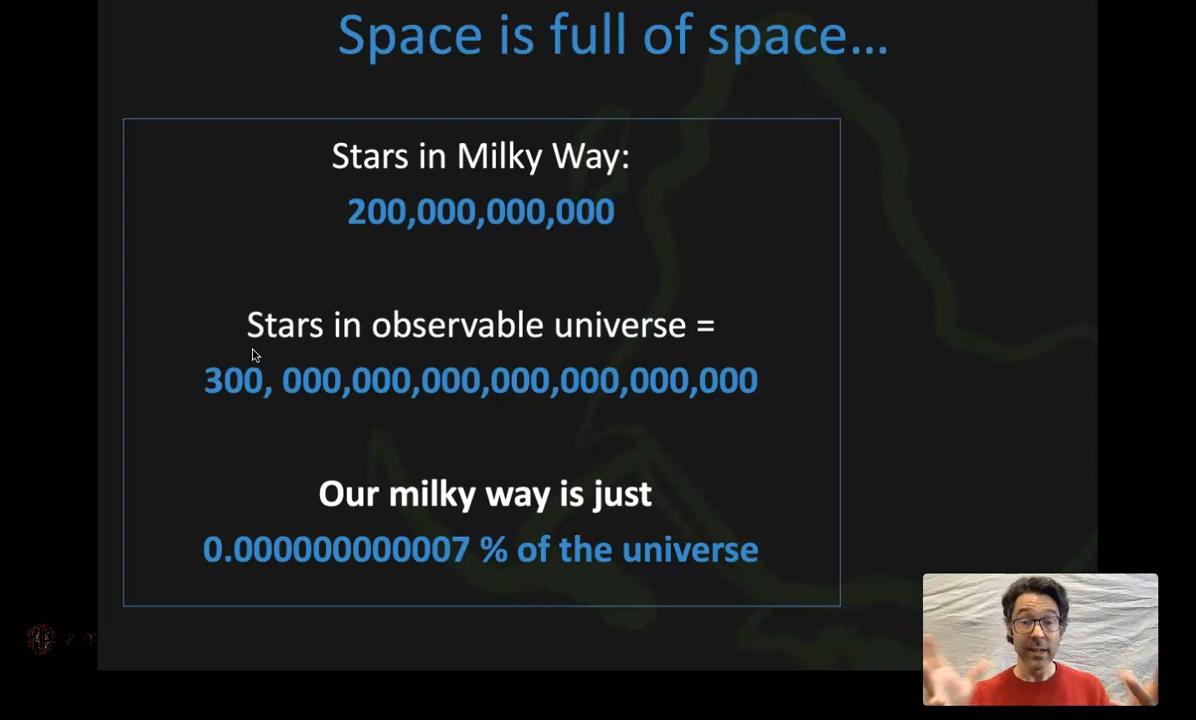 Space is full of space...
Stars in Milky Way:
200,000,000,000
Stars in observable universe =
300, 000,000,000,000,000,000,000
Our milky way is just
0.000000000007 % of the universe